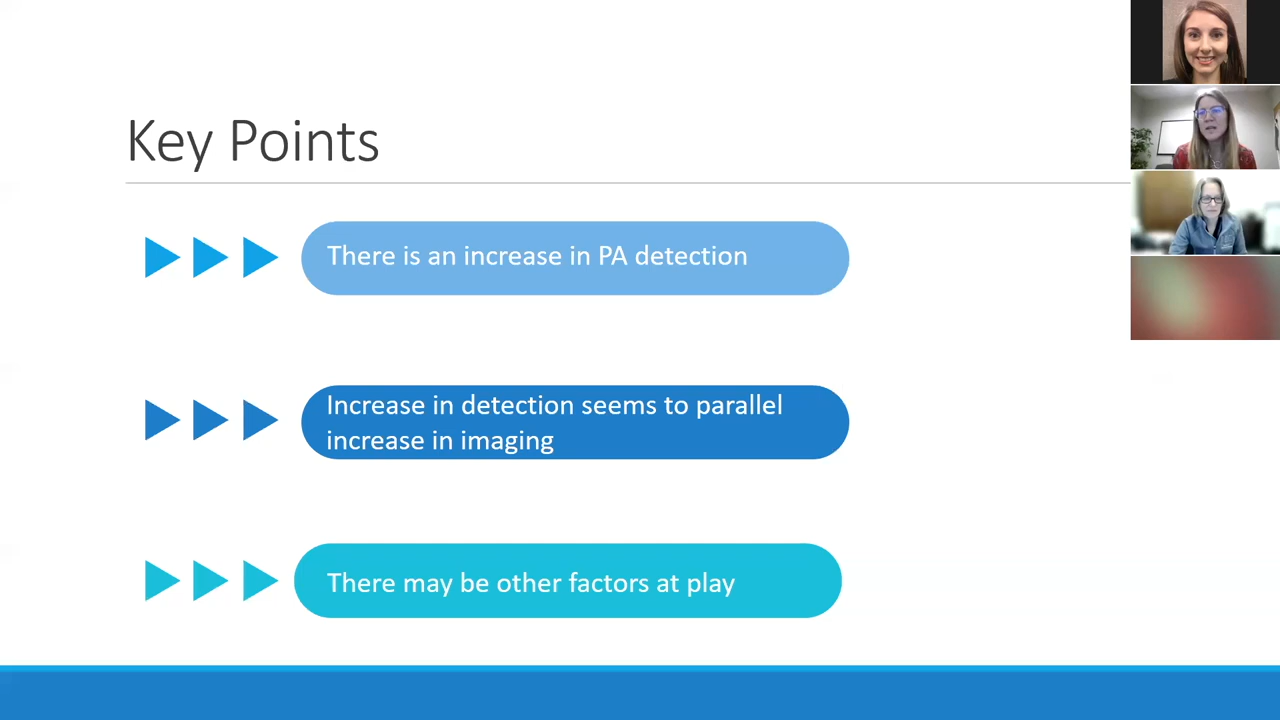 Key Points
There is an increase in PA detection
Increase in detection seems to parallel
increase in imaging
There may be other factors at play